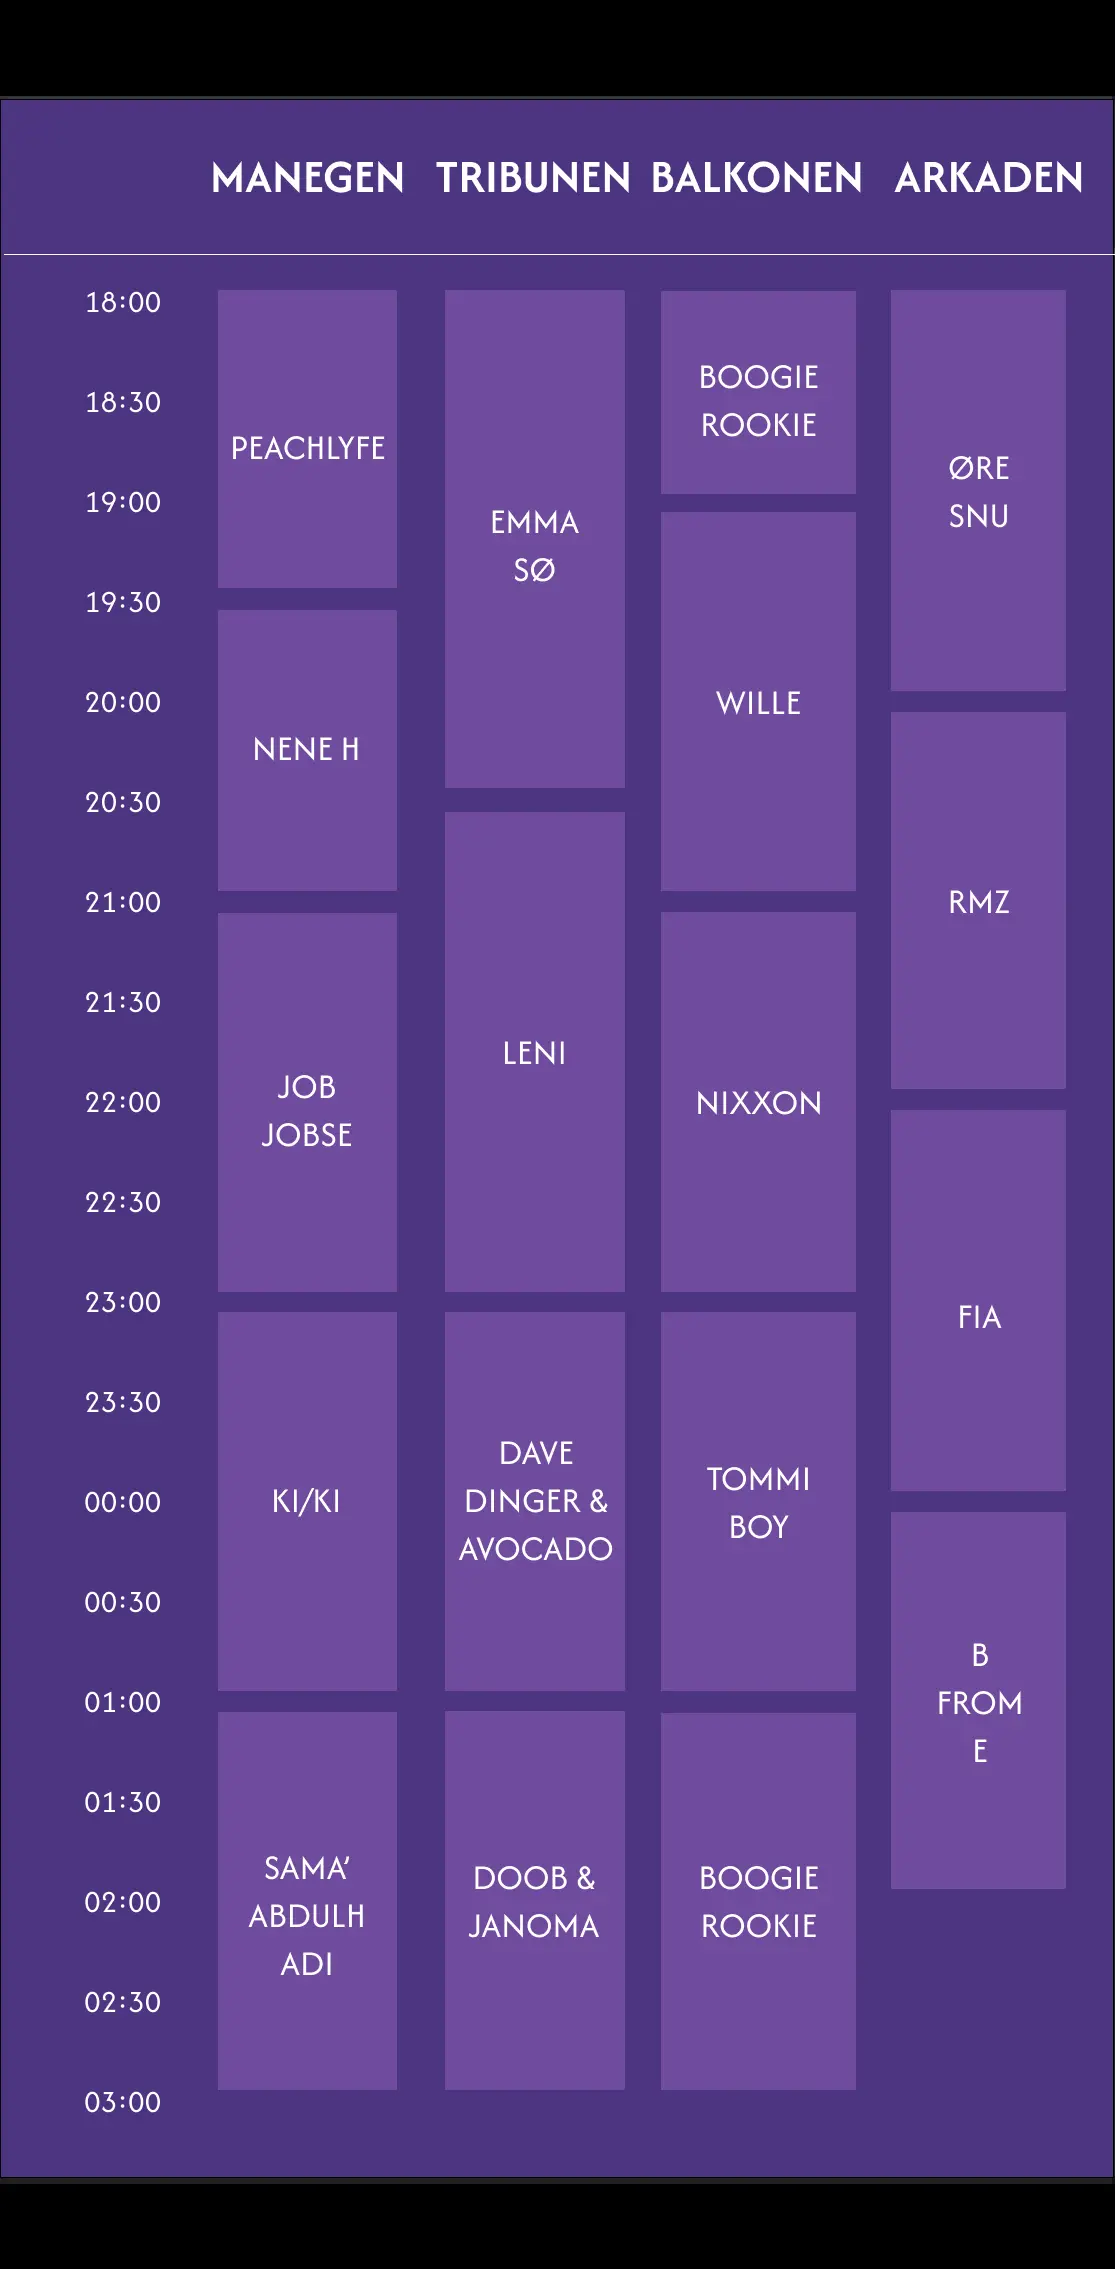 MANEGEN TRIBUNEN BALKONEN ARKADEN
18:00
18:30
19:00
19:30
20:00
20:30
21:00
21:30
22:00
22:30
23:00
23:30
00:00
00:30
01:00
01:30
02:00
02:30
03:00
PEACHLYFE
NENE H
JOB
JOBSE
KI/KI
SAMA’
ABDULH
ADI
EMMA
SØ
LENI
DAVE
DINGER &
AVOCADO
DOOB &
JANOMA
BOOGIE
ROOKIE
WILLE
NIXXON
TOMMI
BOY
BOOGIE
ROOKIE
ØRE
SNU
RMZ
FIA
B
FROM
E